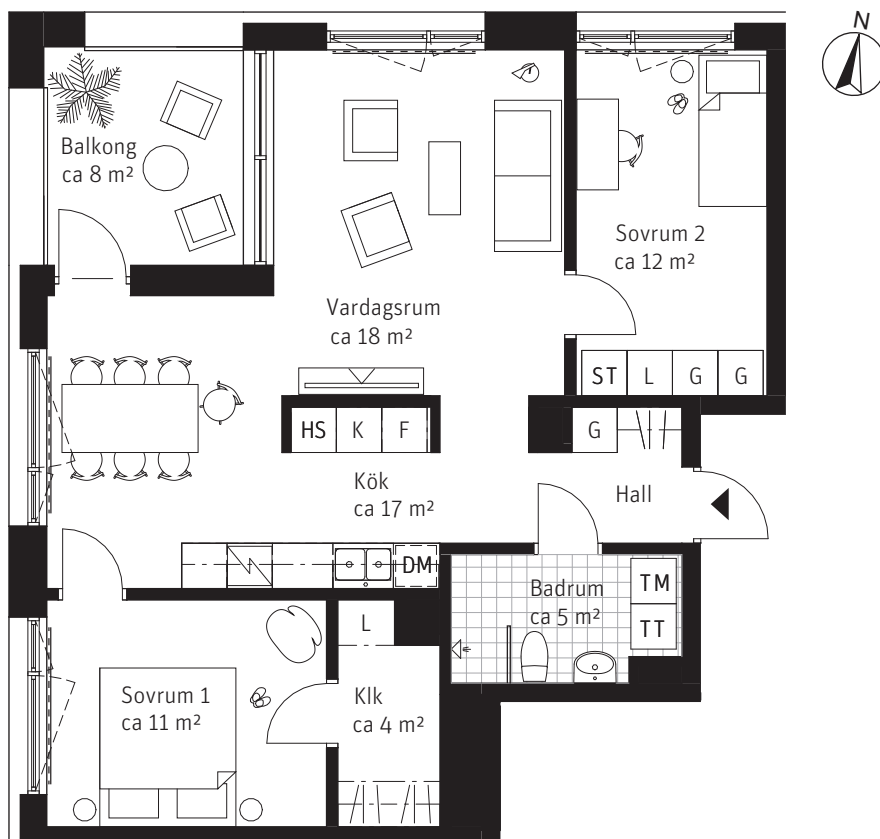 N
Balkong
ca 8 m²
Sovrum 2
ca 12 m²
Vardagsrum
ca 18 m²
ST L G G
HS K F
G
Kök
ca 17 m²
Hall
DM
Badrum
ca 5 m²
TM
TT
L
Sovrum 1
ca 11 m²
Klk
ca 4 m²